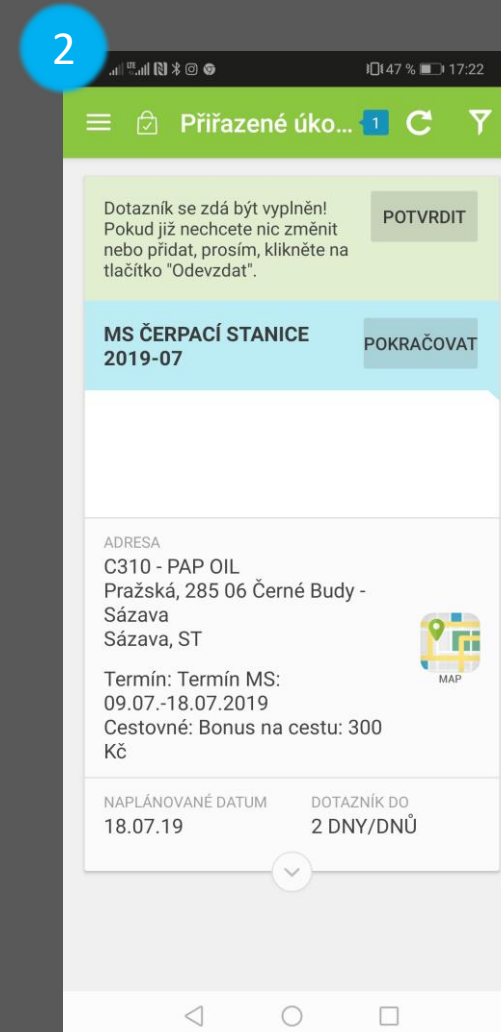 2
47 % 17:22
Přiřazené úko... 1
Dotazník se zdá být vyplněn!
Pokud již nechcete nic změnit
nebo přidat, prosím, klikněte na
tlačítko "Odevzdat".
POTVRDIT
MS ČERPACÍ STANICE
2019-07
POKRAČOVAT
ADRESA
C310 - PAP OIL
Pražská, 285 06 Černé Budy -
Sázava
Sázava, ST
MAP
Termín: Termín MS:
09.07.-18.07.2019
Cestovné: Bonus na cestu: 300
Kč
NAPLÁNOVANÉ DATUM DOTAZNÍK DO
18.07.19 2 DNY/DNŮ